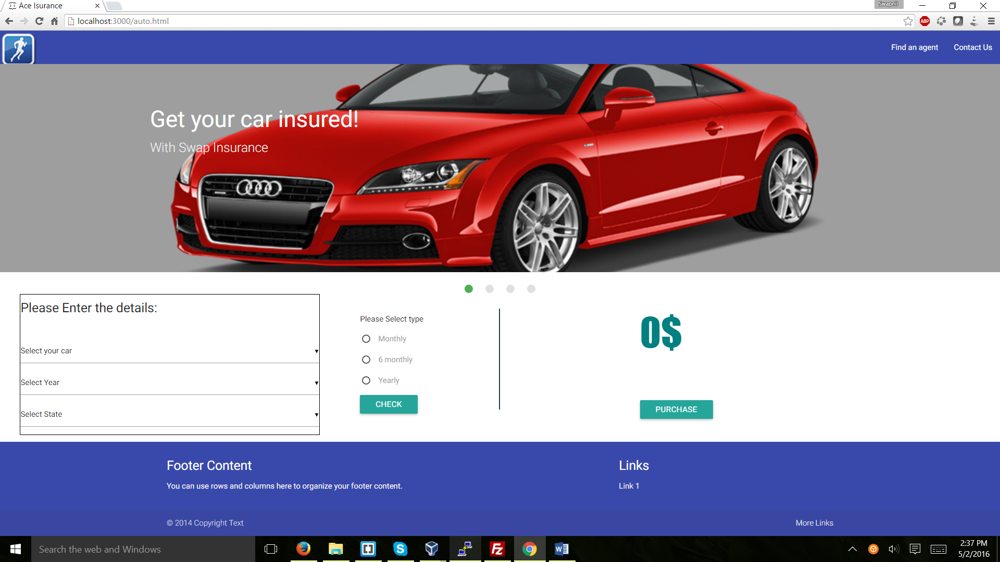 Ace Isurance
Swapnil
localhost:3000/auto.html
ABP
Find an agent
Contact Us
Get your car insured!
With Swap Insurance
Please Enter the details:
Select your car
Select Year
Select State
Please Select type
Monthly
6 monthly
Yearly
CHECK
0$
PURCHASE
Footer Content
You can use rows and columns here to organize your footer content.
Links
Link 1
© 2014 Copyright Text
More Links
Search the web and Windows
2:37 PM
5/2/2016